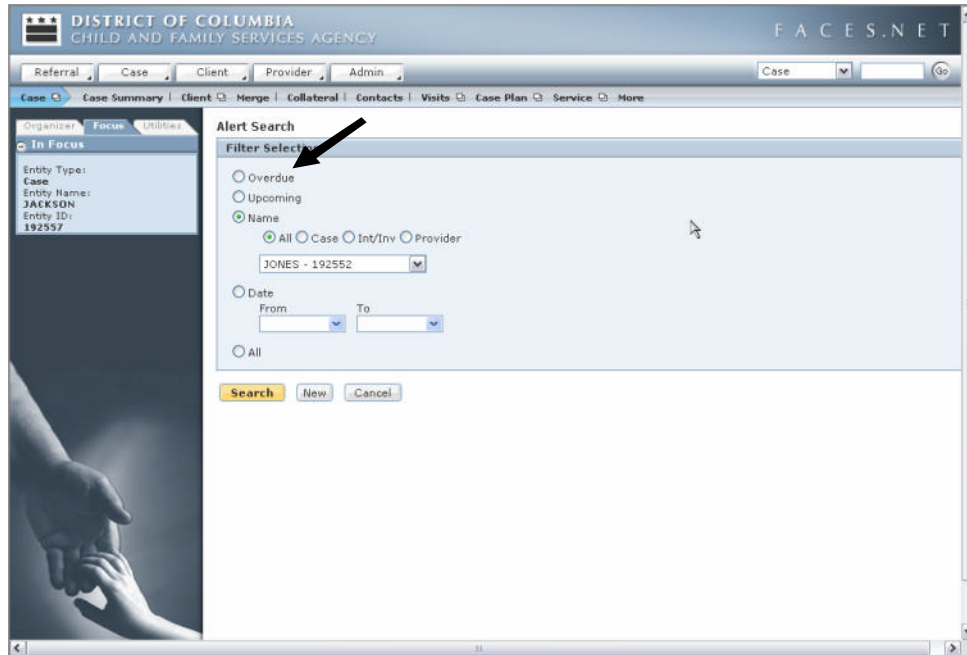 DISTRICT OF COLUMBIA
CHILD AND FAMILY SERVICES AGENCY
FACES.NET
Referral Case Client Provider Admin Case Go
Case Case Summary | Client Merge | Collateral | Contacts | Visits Case Plan Service More
Organizer Focus Utilities
In Focus
Entity Type:
Case
Entity Name:
JACKSON
Entity ID:
192557
Alert Search
Filter Selection
Overdue
Upcoming
Name
All Case Int/Inv Provider
JONES - 192552
Date
From To
All
Search New Cancel